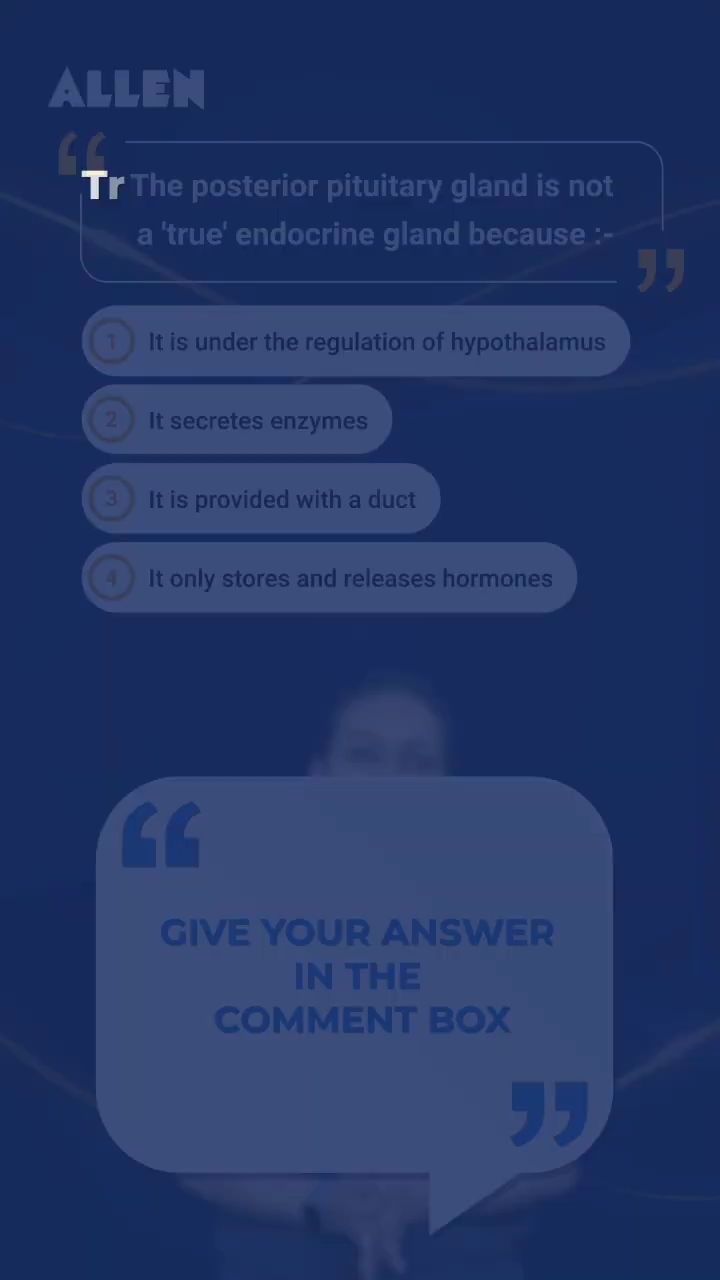 ALLEN
“
Tr The posterior pituitary gland is not
a 'true' endocrine gland because :-
”
1 It is under the regulation of hypothalamus
2 It secretes enzymes
3 It is provided with a duct
4 It only stores and releases hormones
“
GIVE YOUR ANSWER
IN THE
COMMENT BOX
”